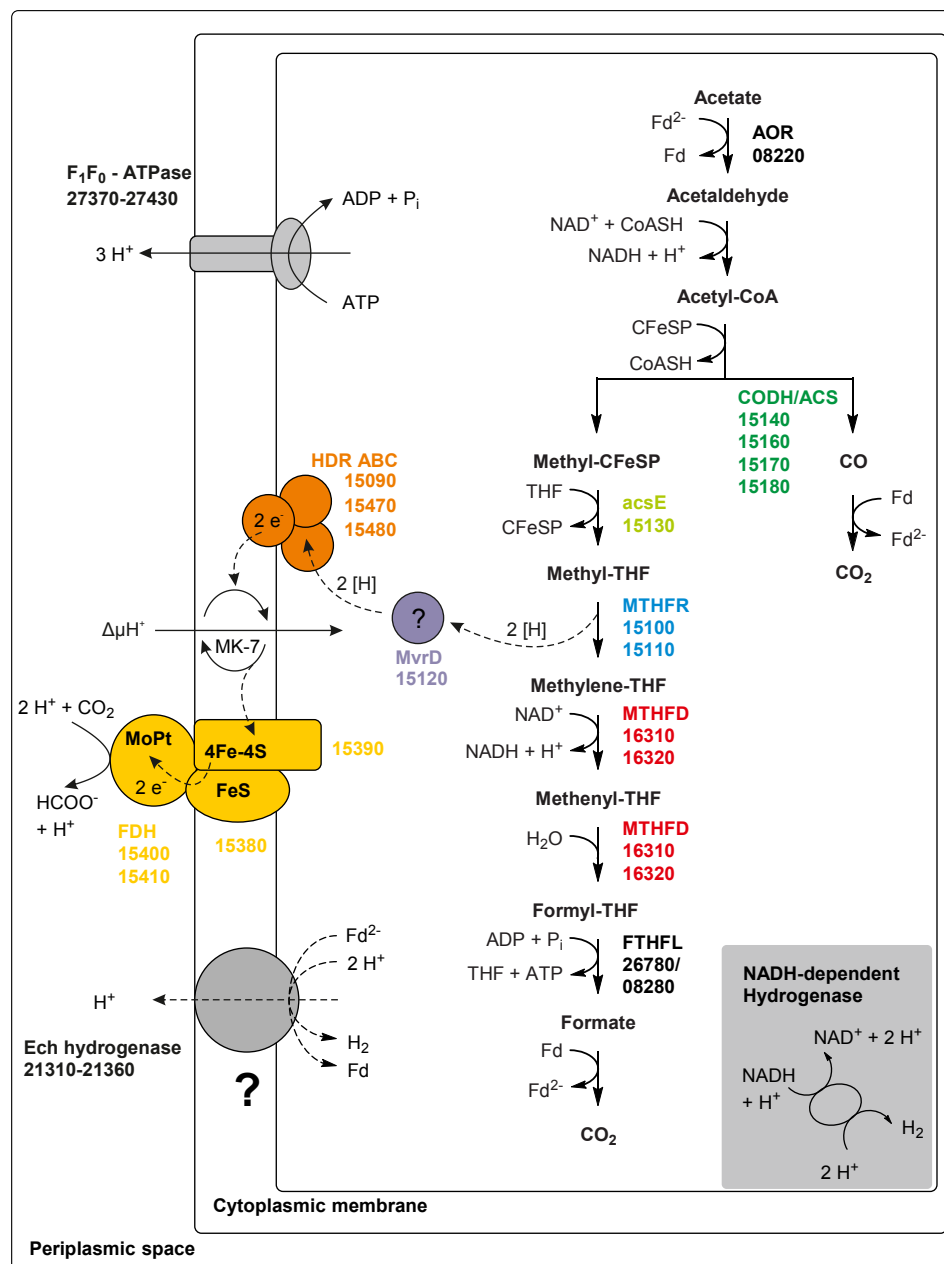 Acetate
Fd²⁻
Fd
AOR
08220
Acetaldehyde
NAD⁺ + CoASH
NADH + H⁺
Acetyl-CoA
CFeSP
CoASH
CODH/ACS
15140
15160
15170
15180
Methyl-CFeSP
CO
THF
CFeSP
acsE
15130
Fd
Fd²⁻
CO₂
Methyl-THF
MTHFR
15100
15110
2 [H]
Methylene-THF
NAD⁺
NADH + H⁺
MTHFD
16310
16320
Methenyl-THF
H₂O
MTHFD
16310
16320
Formyl-THF
ADP + Pᵢ
THF + ATP
FTHFL
26780/
08280
Formate
Fd
Fd²⁻
CO₂
F₁F₀ - ATPase
27370-27430
ADP + Pᵢ
3 H⁺
ATP
HDR ABC
15090
15470
15480
2 e⁻
2 [H]
?
MvrD
15120
ΔμH⁺
MK-7
2 H⁺ + CO₂
MoPt
4Fe-4S
15390
2 e⁻
FeS
HCOO⁻
+ H⁺
FDH
15400
15410
15380
Fd²⁻
2 H⁺
H⁺
H₂
Fd
Ech hydrogenase
21310-21360
?
NADH-dependent
Hydrogenase
NAD⁺ + 2 H⁺
NADH
+ H⁺
H₂
2 H⁺
Cytoplasmic membrane
Periplasmic space